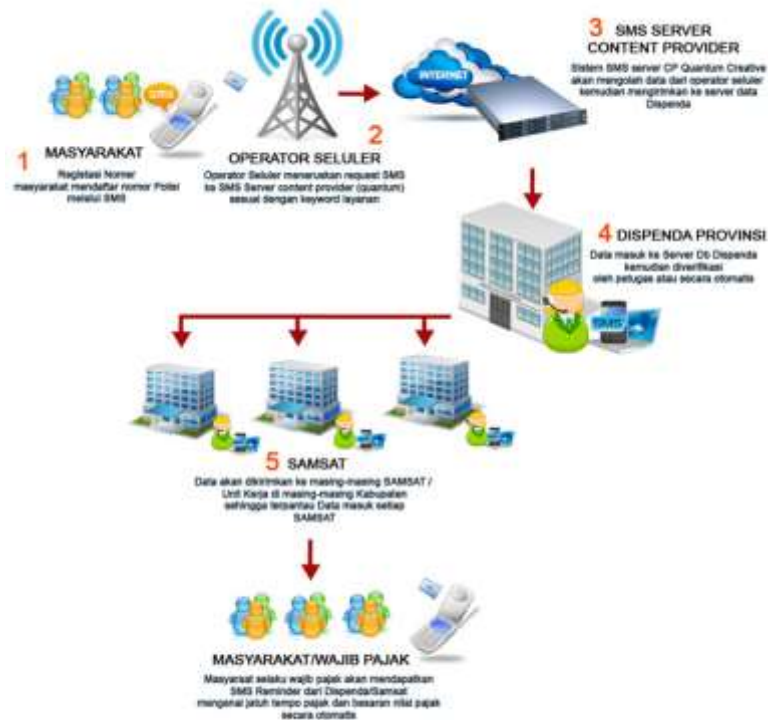 1 MASYARAKAT
Registasi Nomer
masyarakat mendaftar nomor Polisi
melalui SMS
2
OPERATOR SELULER
Operator Seluler meneruskan request SMS
ke SMS Server content provider (quantum)
sesuai dengan keyword layanan
INTERNET
3 SMS SERVER
CONTENT PROVIDER
Sistem SMS server CP Quantum Creative
akan mengolah data dari operator seluler
kemudian mengirimkan ke server data
Dispenda
4 DISPENDA PROVINSI
Data masuk ke Server Db Dispenda
kemudian diverifikasi
oleh petugas atau secara otomatis
SMS
5 SAMSAT
Data akan dikirimkan ke masing-masing SAMSAT /
Unit Kerja di masing-masing Kabupaten
sehingga terpantau Data masuk setiap
SAMSAT
MASYARAKAT/WAJIB PAJAK
Masyarsat selaku wajib pajak akan mendapatkan
SMS Reminder dari Dispenda/Samsat
mengenai jatuh tempo pajak dan besaran nilai pajak
secara otomatis